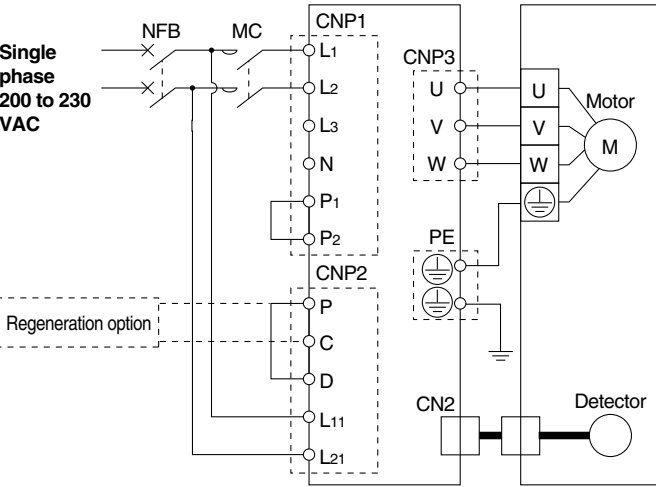 NFB MC
Single
phase
200 to 230
VAC
CNP1
L1
L2
L3
N
P1
P2
CNP2
P
C
D
L11
L21
Regeneration option
CNP3
U
V
W
PE
CN2
U
V
W
Motor
M
Detector